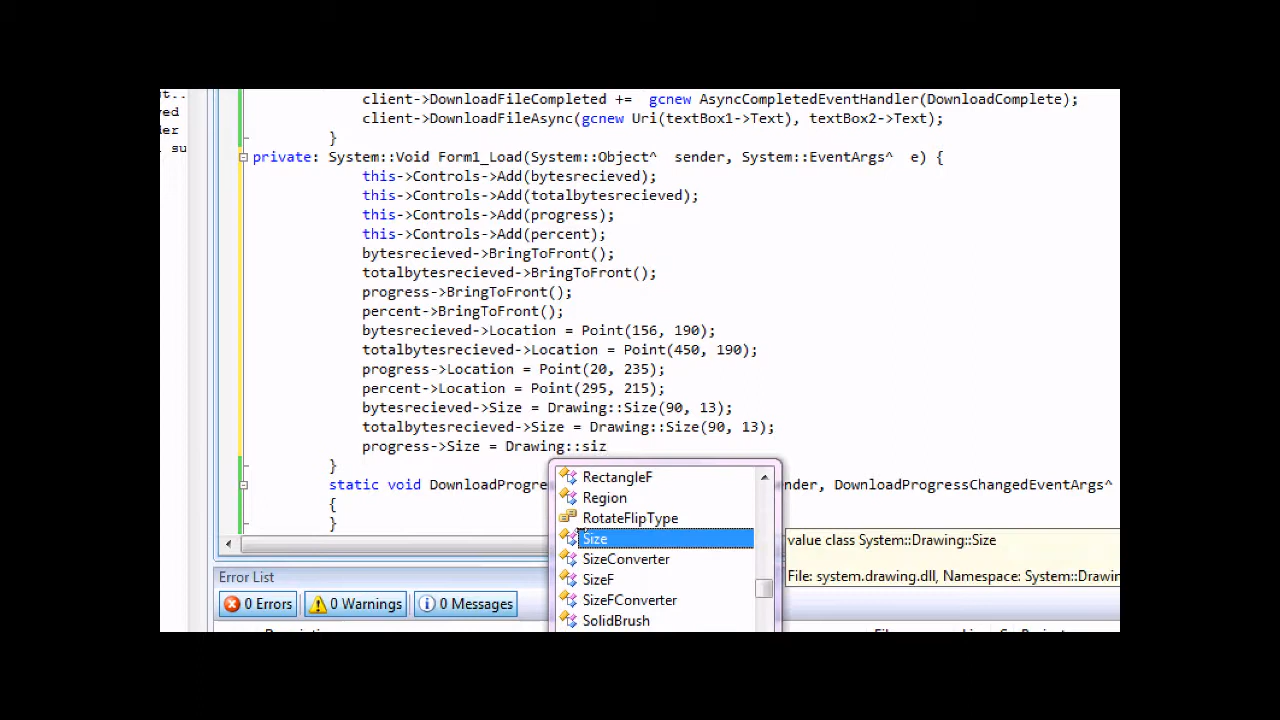 client->DownloadFileCompleted += gcnew AsyncCompletedEventHandler(DownloadComplete);
ved
client->DownloadFileAsync(gcnew Uri(textBox1->Text), textBox2->Text);
der
}
su
private: System::Void Form1_Load(System::Object^ sender, System::EventArgs^ e) {
this->Controls->Add(bytesrecieved);
this->Controls->Add(totalbytesrecieved);
this->Controls->Add(progress);
this->Controls->Add(percent);
bytesrecieved->BringToFront();
totalbytesrecieved->BringToFront();
progress->BringToFront();
percent->BringToFront();
bytesrecieved->Location = Point(156, 190);
totalbytesrecieved->Location = Point(450, 190);
progress->Location = Point(20, 235);
percent->Location = Point(295, 215);
bytesrecieved->Size = Drawing::Size(90, 13);
totalbytesrecieved->Size = Drawing::Size(90, 13);
progress->Size = Drawing::siz
}
static void DownloadProgre nder, DownloadProgressChangedEventArgs^
{
}
RectangleF
Region
RotateFlipType
Size
SizeConverter
SizeF
SizeFConverter
SolidBrush
value class System::Drawing::Size
File: system.drawing.dll, Namespace: System::Drawin
Error List
0 Errors
0 Warnings
0 Messages